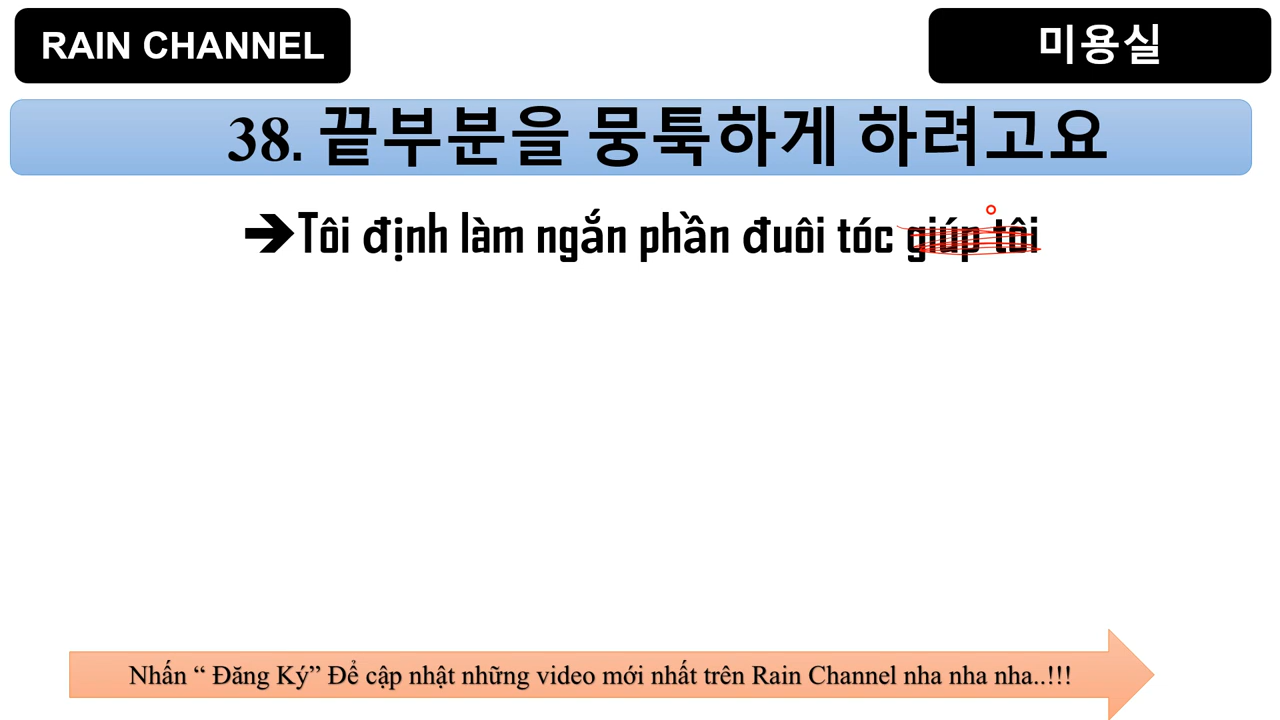 RAIN CHANNEL
미용실
38. 끝부분을 뭉툭하게 하려고요
➔Tôi định làm ngắn phần đuôi tóc giúp tôi
Nhấn “ Đăng Ký” Để cập nhật những video mới nhất trên Rain Channel nha nha nha..!!!